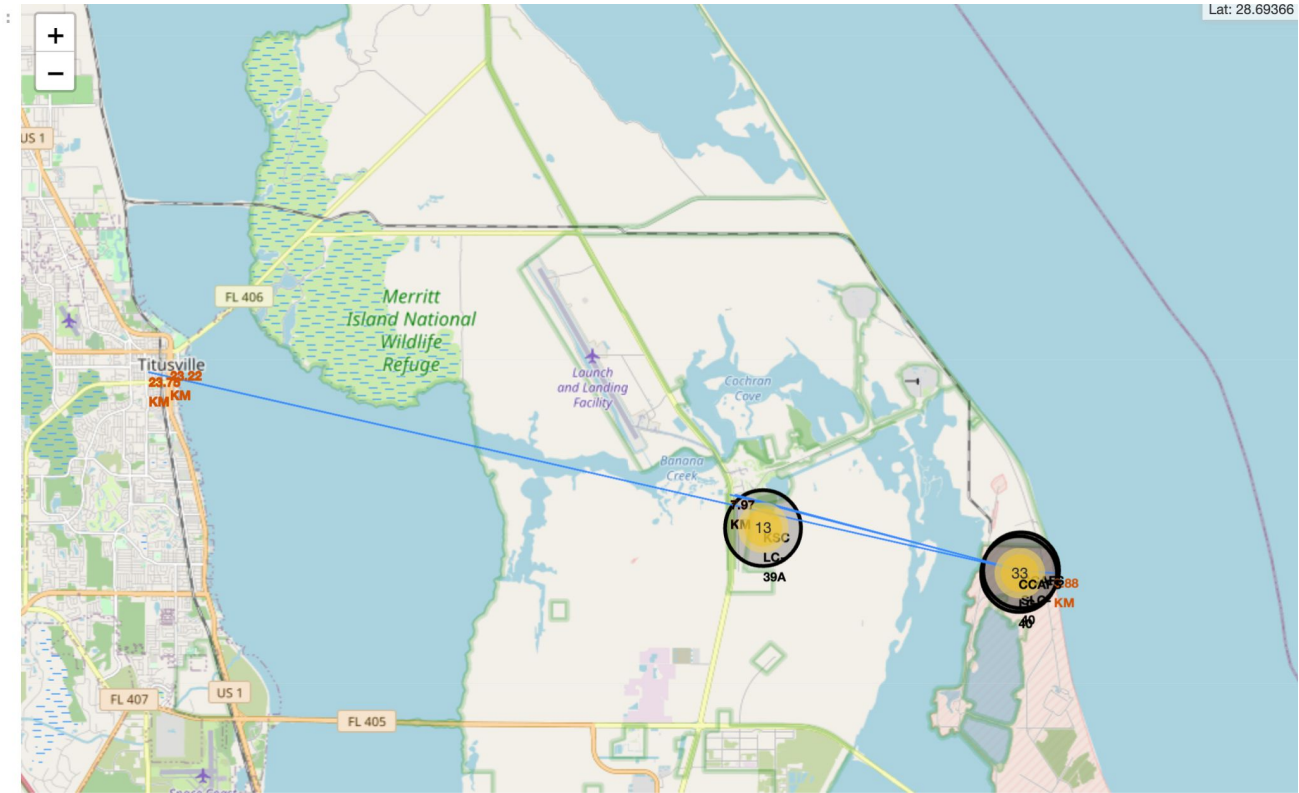 :
Lat: 28.69366
+
−
US 1
FL 406
Merritt
Island National
Wildlife
Refuge
Titusville
23.78
KM
23.22
KM
Launch
and Landing
Facility
Cochran
Cove
Banana
Creek
7.97
KM
13
KSC
LC-
39A
33
CCAFS
40
KM
FL 407
US 1
FL 405